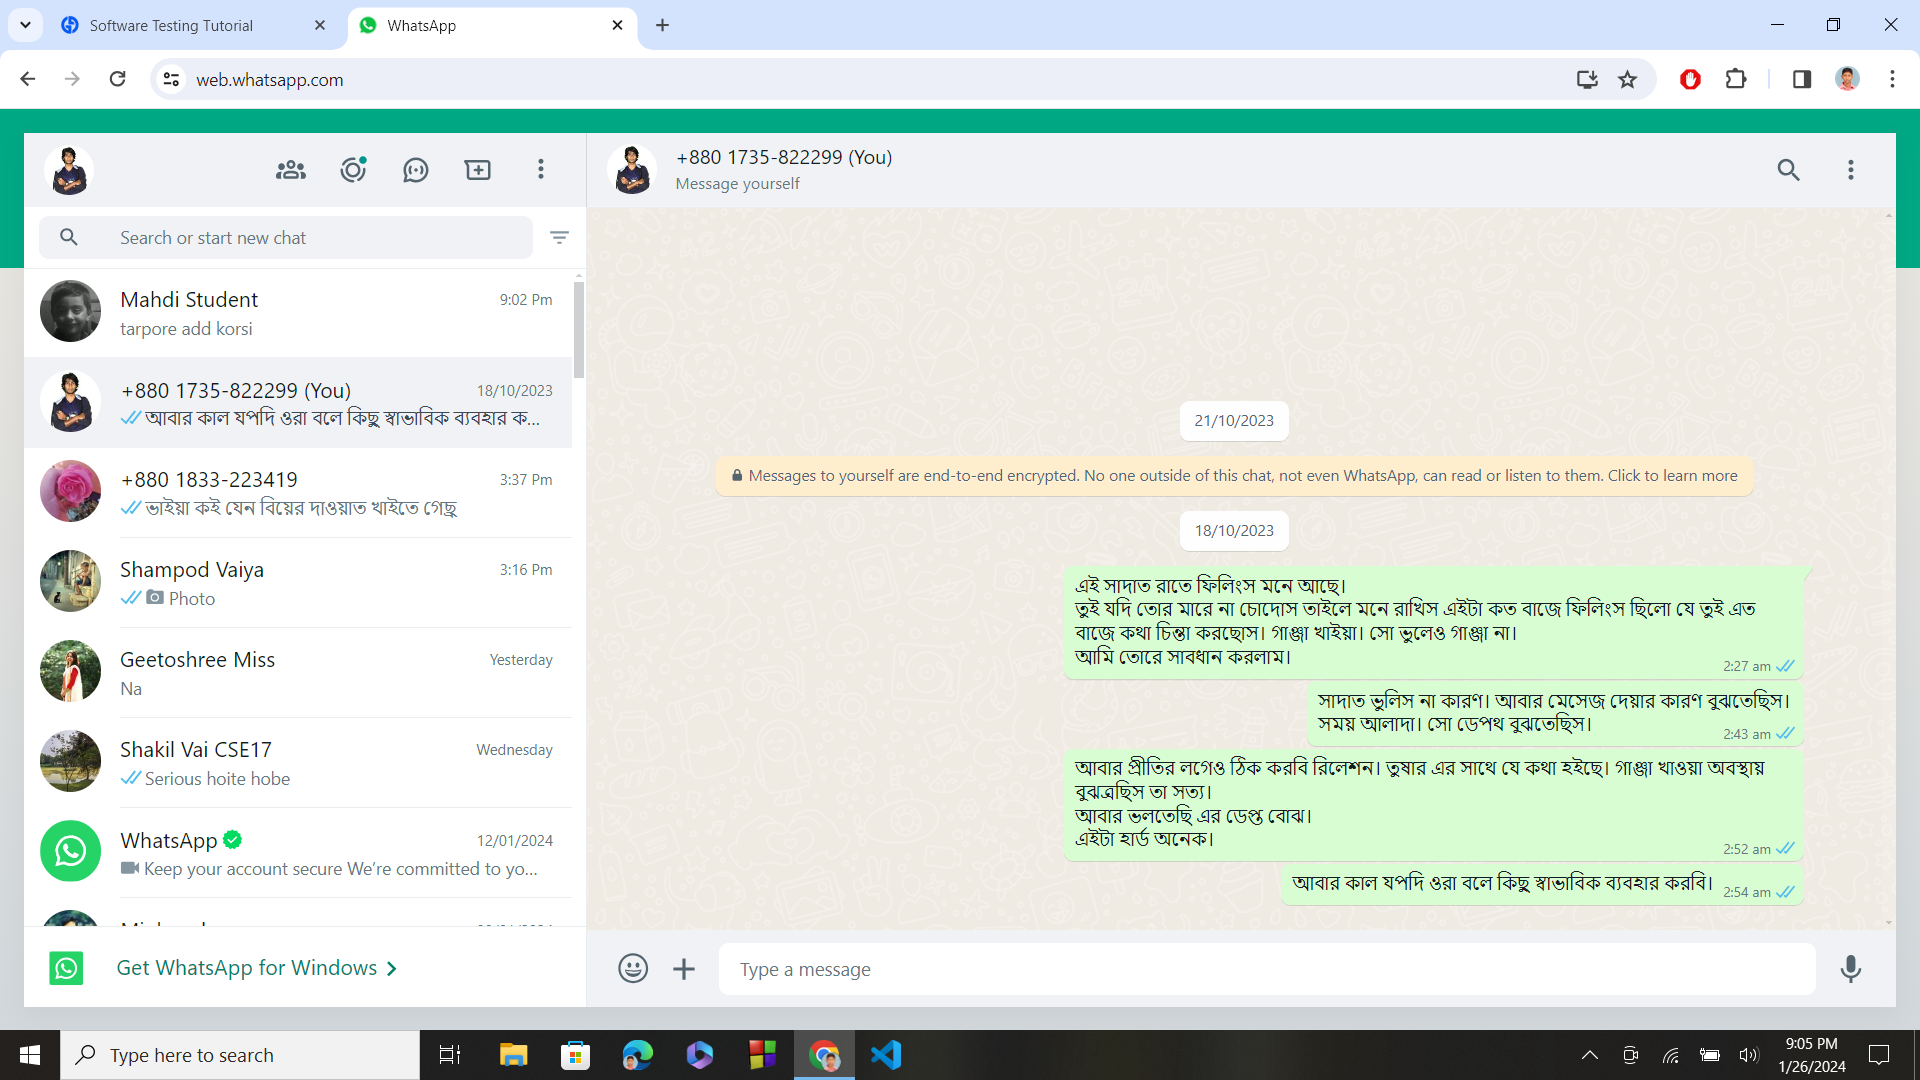 Software Testing Tutorial
WhatsApp
web.whatsapp.com
+880 1735-822299 (You)
Message yourself
Search or start new chat
Mahdi Student
9:02 Pm
tarpore add korsi
+880 1735-822299 (You)
18/10/2023
আবার কাল যপদি ওরা বলে কিছু স্বাভাবিক ব্যবহার ক...
+880 1833-223419
3:37 Pm
ভাইয়া কই যেন বিয়ের দাওয়াত খাইতে গেছ্রু
Shampod Vaiya
3:16 Pm
Photo
Geetoshree Miss
Yesterday
Na
Shakil Vai CSE17
Wednesday
Serious hoite hobe
WhatsApp
12/01/2024
Keep your account secure We're committed to yo...
Get WhatsApp for Windows
21/10/2023
Messages to yourself are end-to-end encrypted. No one outside of this chat, not even WhatsApp, can read or listen to them. Click to learn more
18/10/2023
এই সাদাত রাতে ফিলিংস মনে আছে।
তুই যদি তোর মারে না চোদোস তাইলে মনে রাখিস এইটা কত বাজে ফিলিংস ছিলো যে তুই এত
বাজে কথা চিন্তা করছোস। গাঞ্জা খাইয়া। সো ভুলেও গাঞ্জা না।
আমি তোরে সাবধান করলাম।
2:27 am
সাদাত ভুলিস না কারণ। আবার মেসেজ দেয়ার কারণ বুঝতেছিস।
সময় আলাদা। সো ডেপথ বুঝতেছিস।
2:43 am
আবার প্রীতির লগেও ঠিক করবি রিলেশন। তুষার এর সাথে যে কথা হইছে। গাঞ্জা খাওয়া অবস্থায়
বুঝত্রছিস তা সত্য।
আবার ভলতেছি এর ডেপ্ত বোঝ।
এইটা হার্ড অনেক।
2:52 am
আবার কাল যপদি ওরা বলে কিছু স্বাভাবিক ব্যবহার করবি।
2:54 am
Type a message
Type here to search
9:05 PM
1/26/2024